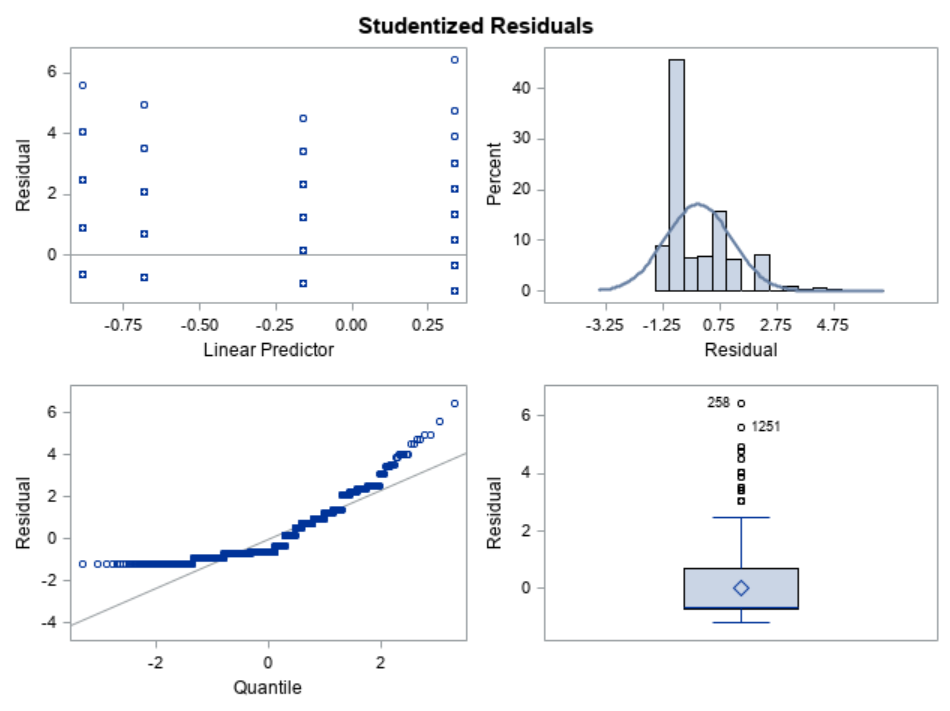 Studentized Residuals
Residual
6
4
2
0
-0.75 -0.50 -0.25 0.00 0.25
Linear Predictor
Percent
40
30
20
10
0
-3.25 -1.25 0.75 2.75 4.75
Residual
Residual
6
4
2
0
-2
-4
-2 0 2
Quantile
Residual
6
4
2
0
258
1251